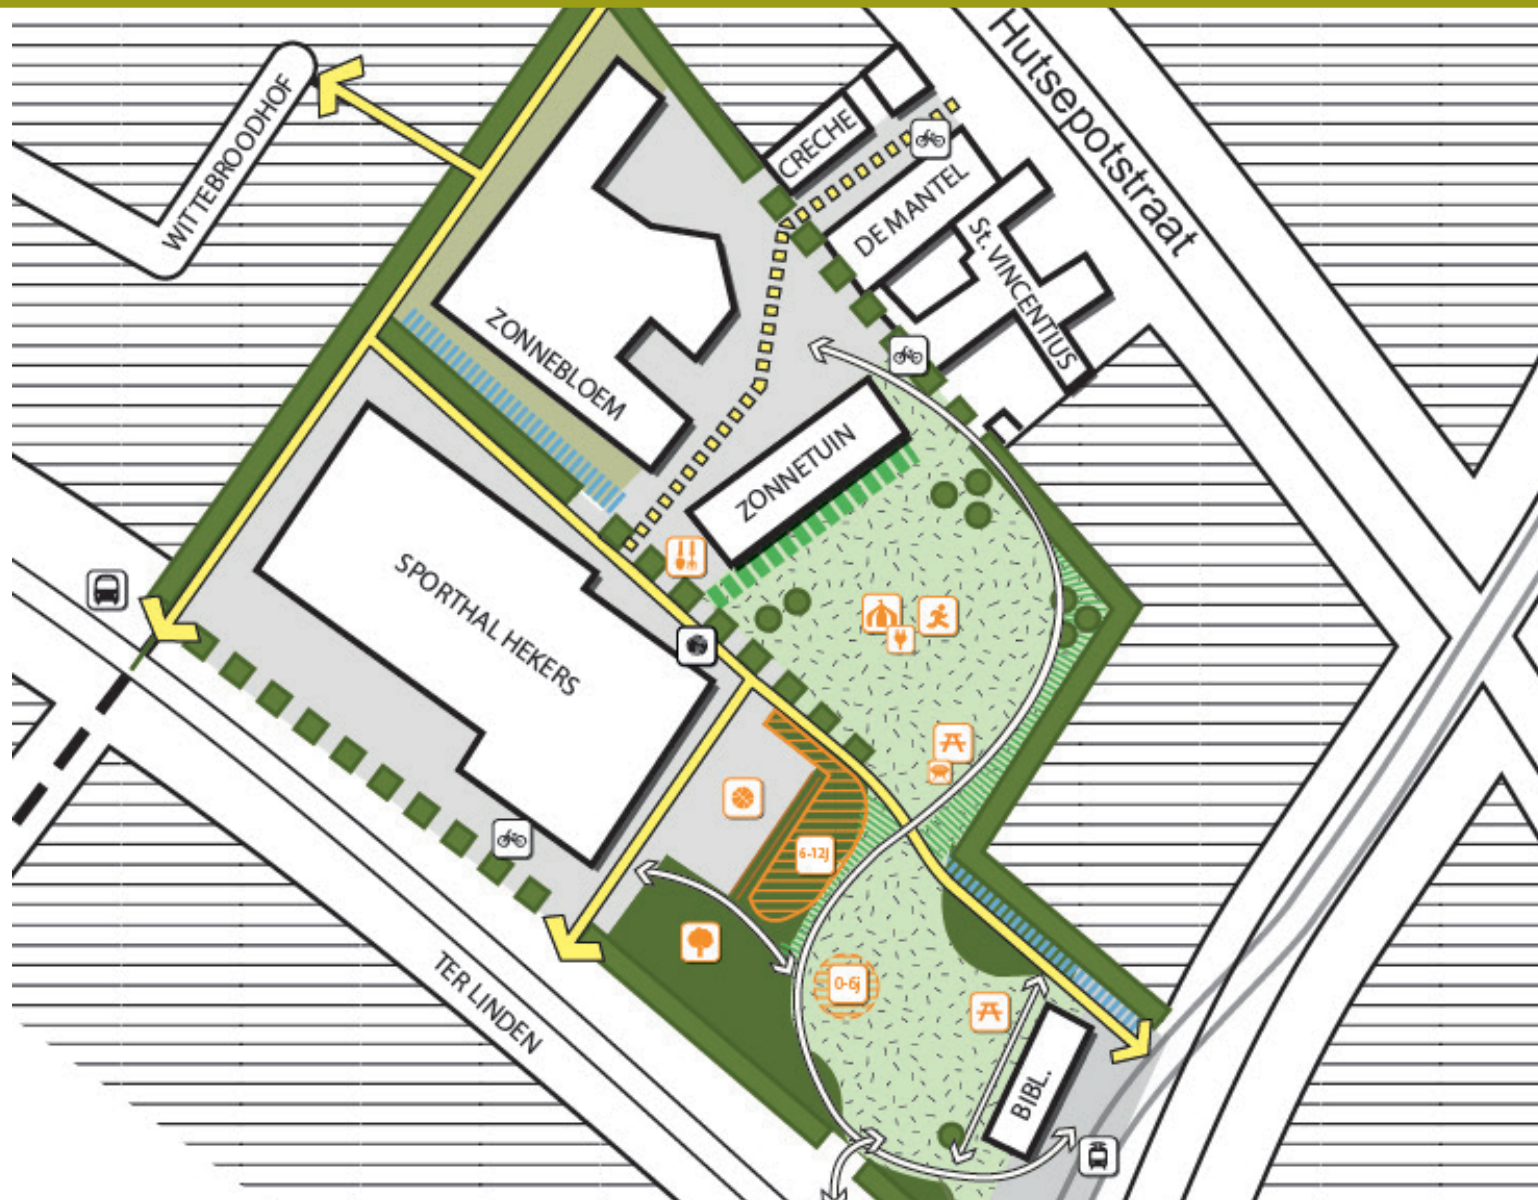 Hutsepotstraat
WITTEBROODHOF
CRECHE
DE MANTEL
St. VINCENTIUS
ZONNEBLOEM
ZONNETUIN
SPORTHAL HEKERS
6-12j
0-6j
TER LINDEN
BIBL.